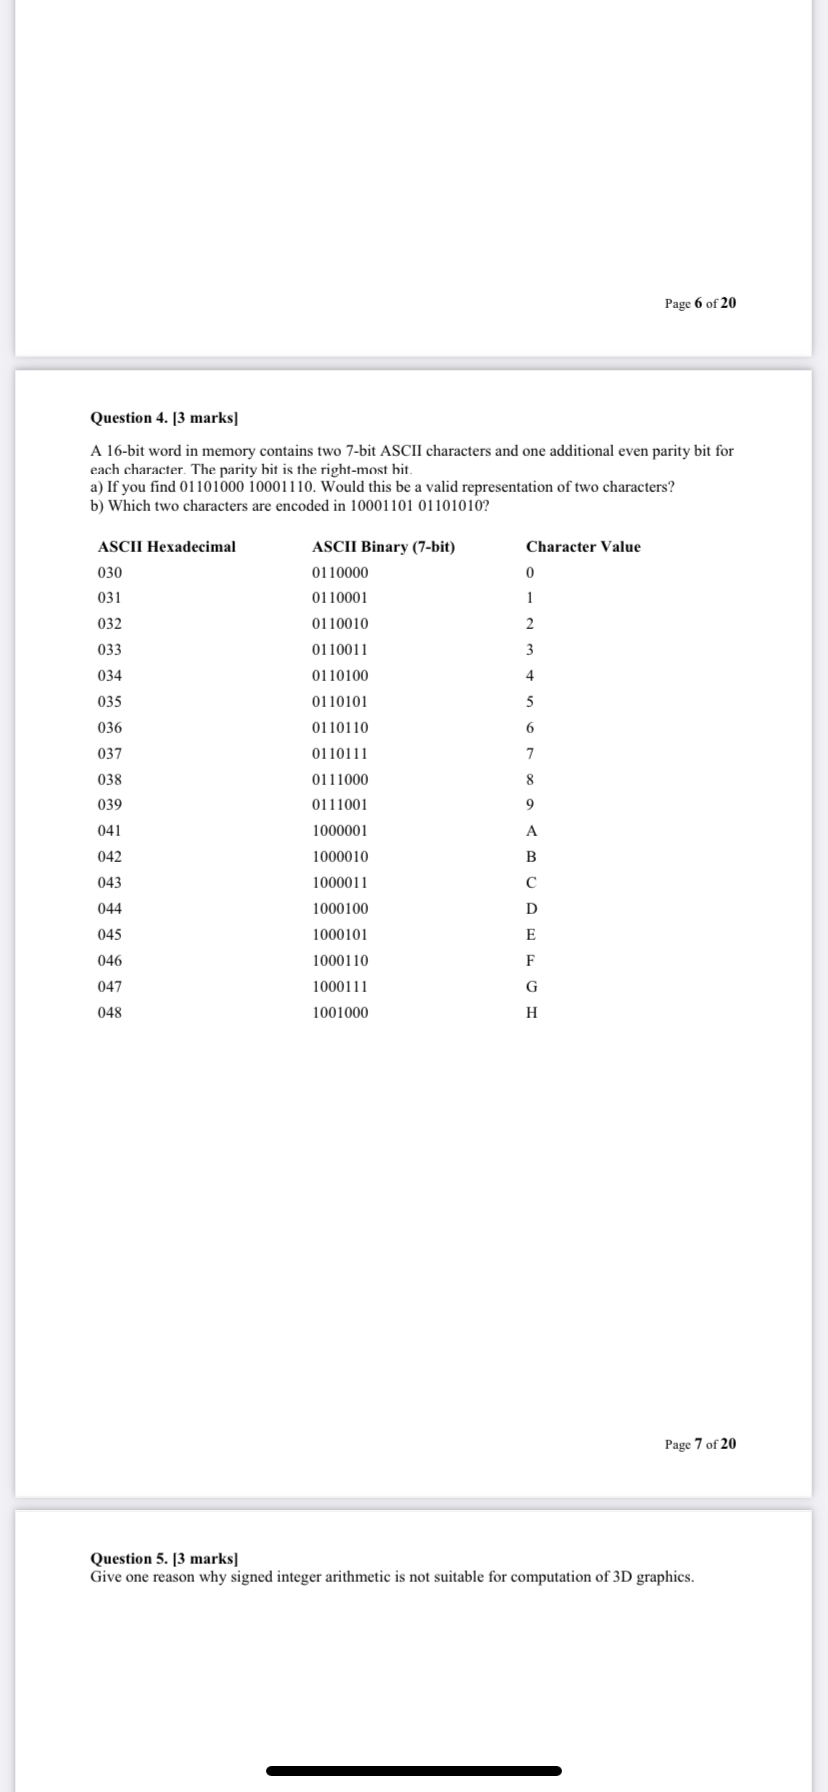 Page 6 of 20
Question 4. [3 marks]
A 16-bit word in memory contains two 7-bit ASCII characters and one additional even parity bit for
each character. The parity bit is the right-most bit.
a) If you find 01101000 10001110. Would this be a valid representation of two characters?
b) Which two characters are encoded in 10001101 01101010?
ASCII Hexadecimal ASCII Binary (7-bit) Character Value
030 0110000 0
031 0110001 1
032 0110010 2
033 0110011 3
034 0110100 4
035 0110101 5
036 0110110 6
037 0110111 7
038 0111000 8
039 0111001 9
041 1000001 A
042 1000010 B
043 1000011 C
044 1000100 D
045 1000101 E
046 1000110 F
047 1000111 G
048 1001000 H
Page 7 of 20
Question 5. [3 marks]
Give one reason why signed integer arithmetic is not suitable for computation of 3D graphics.